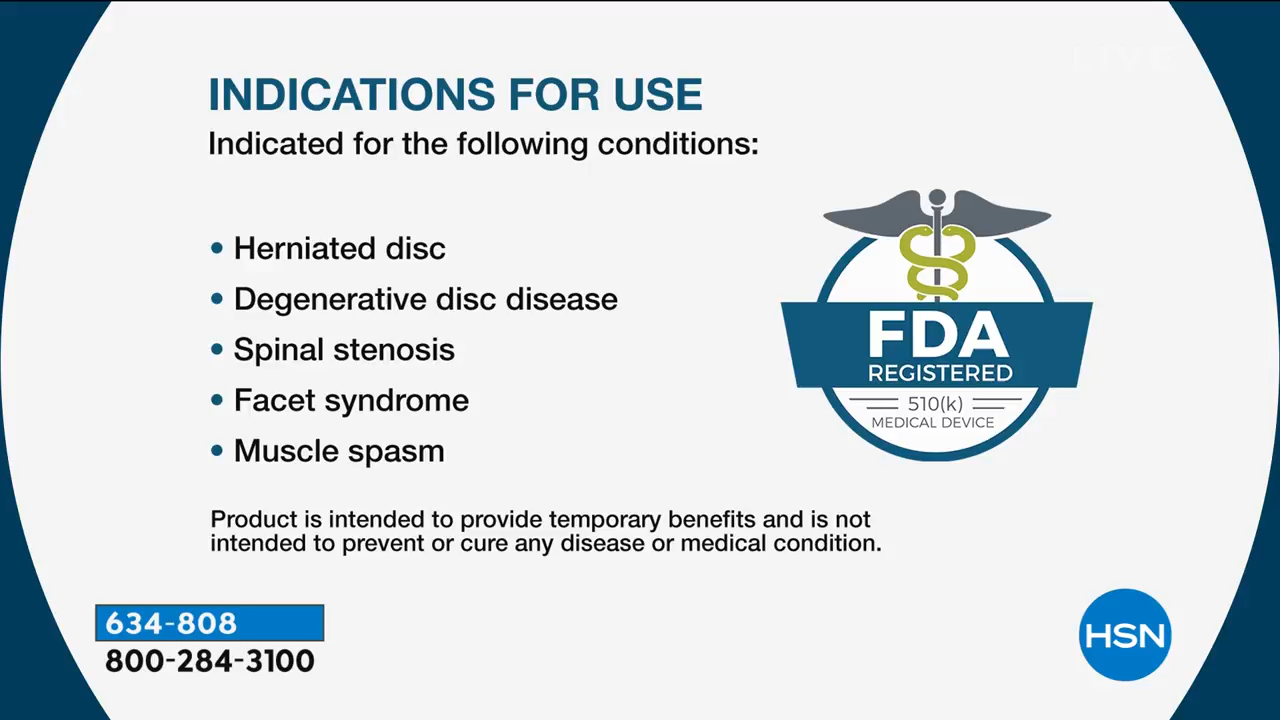 LIVE
INDICATIONS FOR USE
Indicated for the following conditions:
• Herniated disc
• Degenerative disc disease
• Spinal stenosis
• Facet syndrome
• Muscle spasm
FDA
REGISTERED
510(k)
MEDICAL DEVICE
Product is intended to provide temporary benefits and is not
intended to prevent or cure any disease or medical condition.
634-808
800-284-3100
HSN